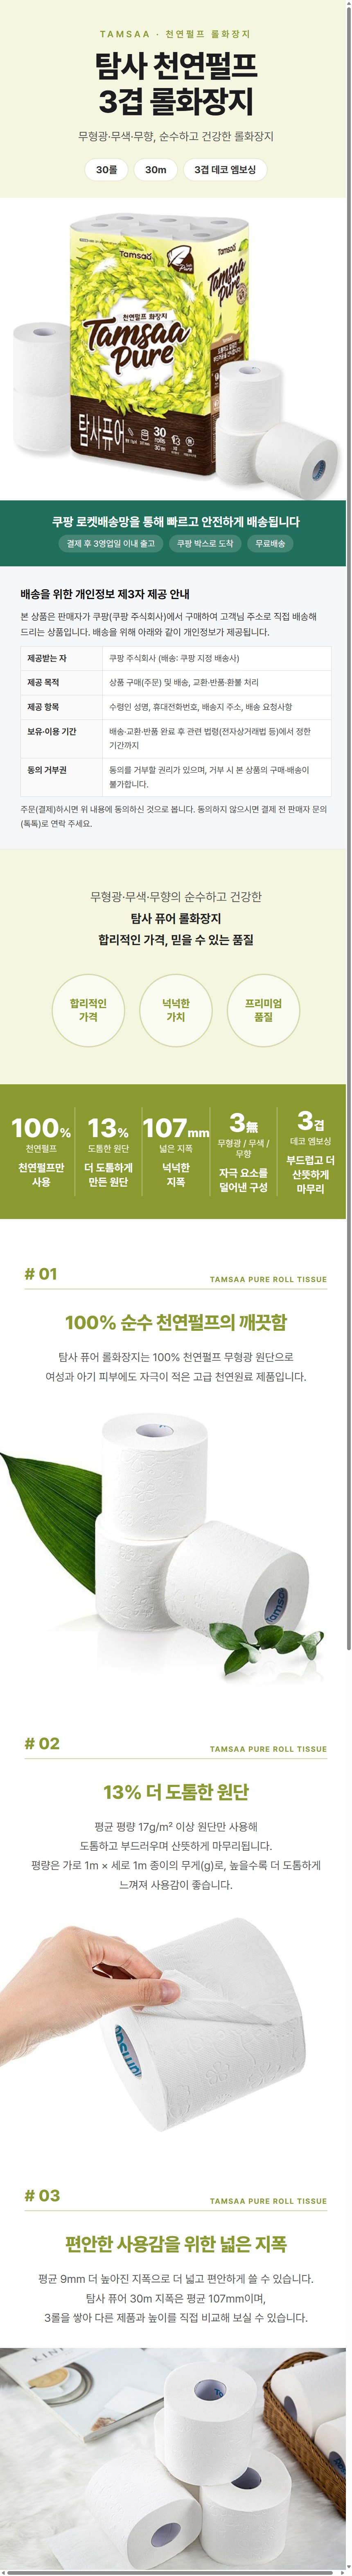 TAMSAA · 천연펄프 롤화장지
탐사 천연펄프
3겹 롤화장지
무형광·무색·무향, 순수하고 건강한 롤화장지
30롤 30m 3겹 데코 엠보싱
Tamsaa
Tamsaa
천연펄프 화장지
Tamsaa
Pure
Tamsaa
Pure
탐사퓨어
30
쿠팡 로켓배송망을 통해 빠르고 안전하게 배송됩니다
결제 후 3영업일 이내 출고 쿠팡 박스로 도착 무료배송
배송을 위한 개인정보 제3자 제공 안내
본 상품은 판매자가 쿠팡(쿠팡 주식회사)에서 구매하여 고객님 주소로 직접 배송해
드리는 상품입니다. 배송을 위해 아래와 같이 개인정보가 제공됩니다.
제공받는 자 쿠팡 주식회사 (배송: 쿠팡 지정 배송사)
제공 목적 상품 구매(주문) 및 배송, 교환·반품·환불 처리
제공 항목 수령인 성명, 휴대전화번호, 배송지 주소, 배송 요청사항
보유·이용 기간 배송·교환·반품 완료 후 관련 법령(전자상거래법 등)에서 정한
기간까지
동의 거부권 동의를 거부할 권리가 있으며, 거부 시 본 상품의 구매·배송이
불가합니다.
주문(결제)하시면 위 내용에 동의하신 것으로 봅니다. 동의하지 않으시면 결제 전 판매자 문의
(톡톡)로 연락 주세요.
무형광·무색·무향의 순수하고 건강한
탐사 퓨어 롤화장지
합리적인 가격, 믿을 수 있는 품질
합리적인
가격
넉넉한
가치
프리미엄
품질
100%
천연펄프
천연펄프만
사용
13%
도톰한 원단
더 도톰하게
만든 원단
107mm
넓은 지폭
넉넉한
지폭
3無
무형광 / 무색 /
무향
자극 요소를
덜어낸 구성
3겹
데코 엠보싱
부드럽고 더
산뜻하게
마무리
# 01 TAMSAA PURE ROLL TISSUE
100% 순수 천연펄프의 깨끗함
탐사 퓨어 롤화장지는 100% 천연펄프 무형광 원단으로
여성과 아기 피부에도 자극이 적은 고급 천연원료 제품입니다.
# 02 TAMSAA PURE ROLL TISSUE
13% 더 도톰한 원단
평균 평량 17g/m² 이상 원단만 사용해
도톰하고 부드러우며 산뜻하게 마무리됩니다.
평량은 가로 1m × 세로 1m 종이의 무게(g)로, 높을수록 더 도톰하게
느껴져 사용감이 좋습니다.
# 03 TAMSAA PURE ROLL TISSUE
편안한 사용감을 위한 넓은 지폭
평균 9mm 더 높아진 지폭으로 더 넓고 편안하게 쓸 수 있습니다.
탐사 퓨어 30m 지폭은 평균 107mm이며,
3롤을 쌓아 다른 제품과 높이를 직접 비교해 보실 수 있습니다.